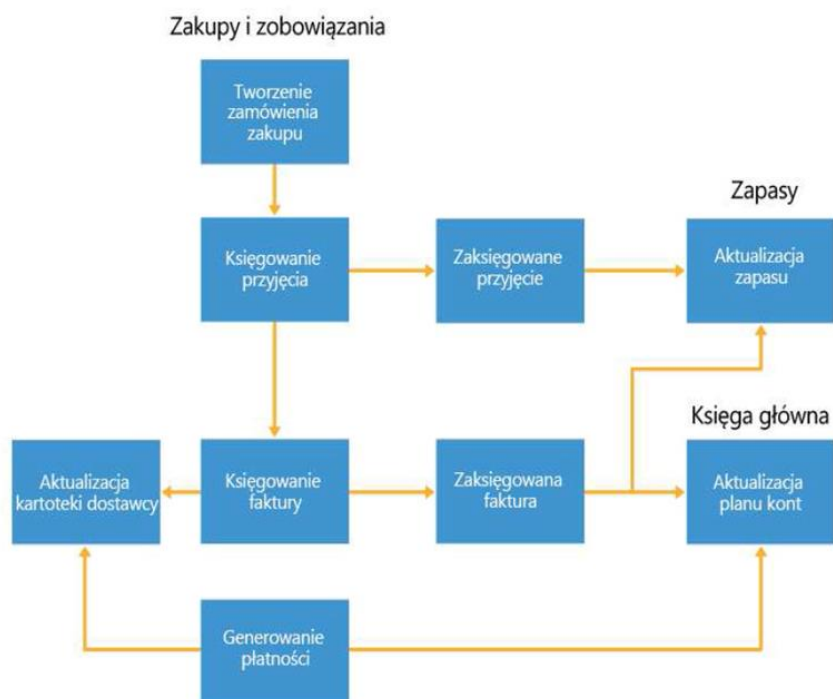 Zakupy i zobowiązania
Tworzenie
zamówienia
zakupu
Zapasy
Księgowanie
przyjęcia
Zaksięgowane
przyjęcie
Aktualizacja
zapasu
Księga główna
Aktualizacja
kartoteki dostawcy
Księgowanie
faktury
Zaksięgowana
faktura
Aktualizacja
planu kont
Generowanie
płatności